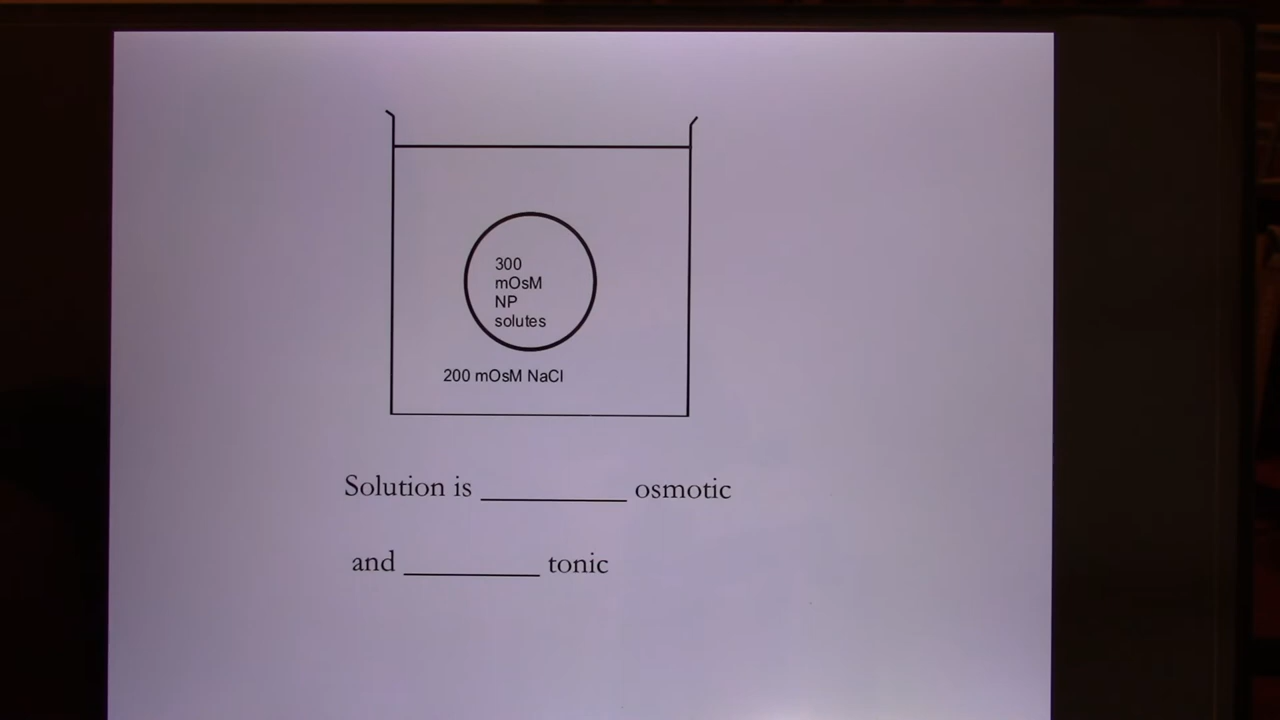 300
mOsM
NP
solutes
200 mOsM NaCl
Solution is __________ osmotic
and _________ tonic